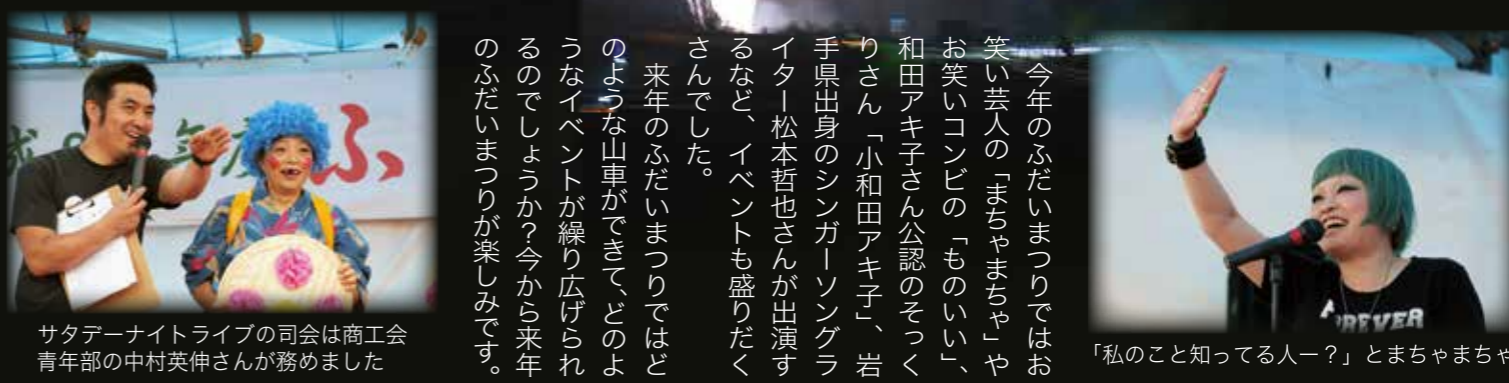 今年のふだいまつりではお
笑い芸人の「まちゃまちゃ」や
お笑いコンビの「ものいい」、
和田アキ子さん公認のそっく
りさん「小和田アキ子」、岩
手県出身のシンガーソングラ
イター松本哲也さんが出演す
るなど、イベントも盛りだく
さんでした。
来年のふだいまつりではど
のような山車ができて、どのよ
うなイベントが繰り広げられ
るのでしょうか？今から来年
のふだいまつりが楽しみです。
サタデーナイトライブの司会は商工会
青年部の中村英伸さんが務めました
「私のこと知ってる人ー？」とまちゃまちゃ
ふ